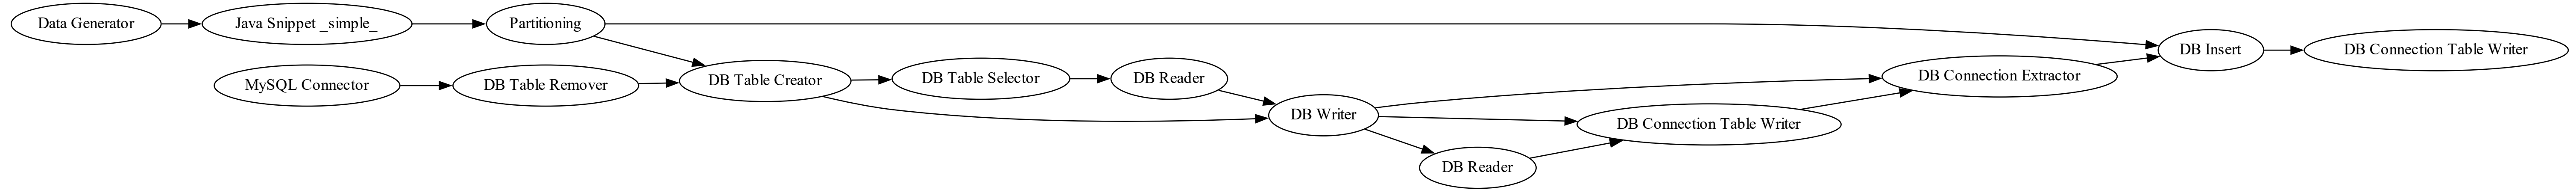 Data Generator
Java Snippet _simple_
Partitioning
MySQL Connector
DB Table Remover
DB Table Creator
DB Table Selector
DB Reader
DB Writer
DB Reader
DB Connection Table Writer
DB Connection Extractor
DB Insert
DB Connection Table Writer